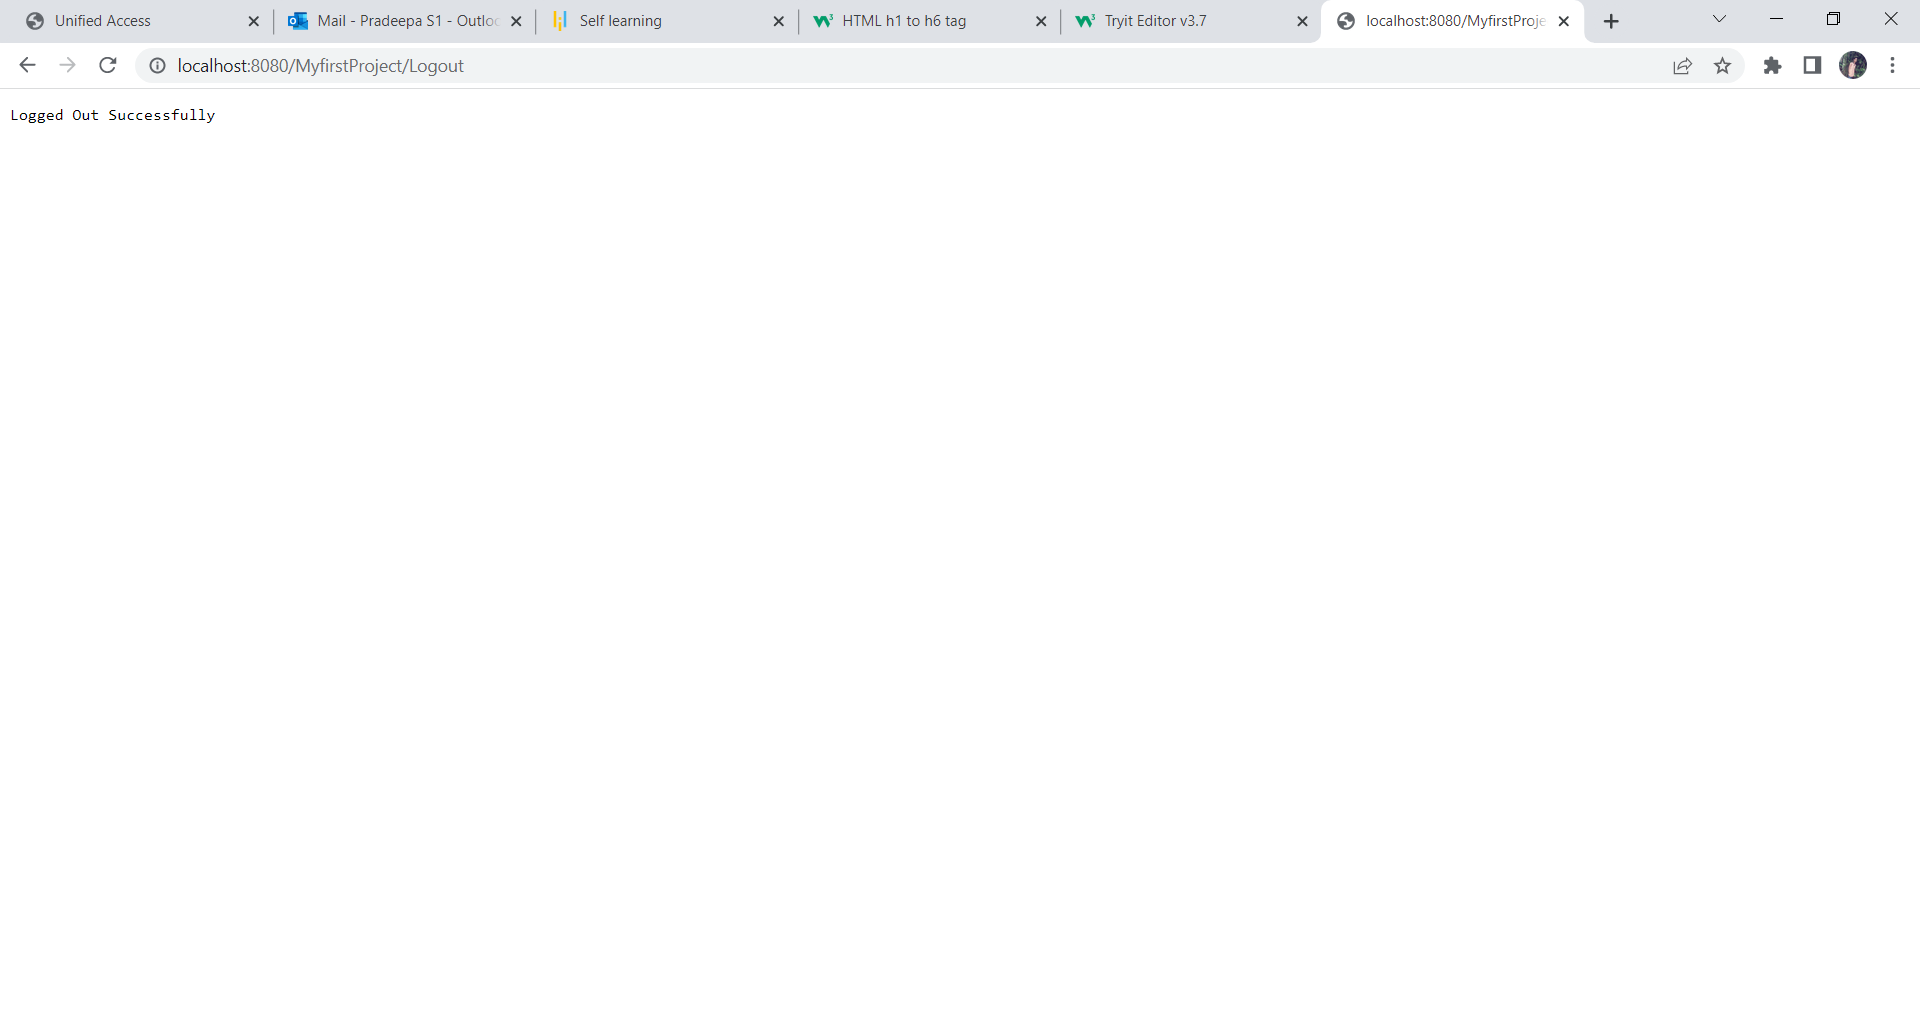 Unified Access
Mail - Pradeepa S1 - Outloo
Self learning
HTML h1 to h6 tag
Tryit Editor v3.7
localhost:8080/MyfirstProje
localhost:8080/MyfirstProject/Logout
Logged Out Successfully